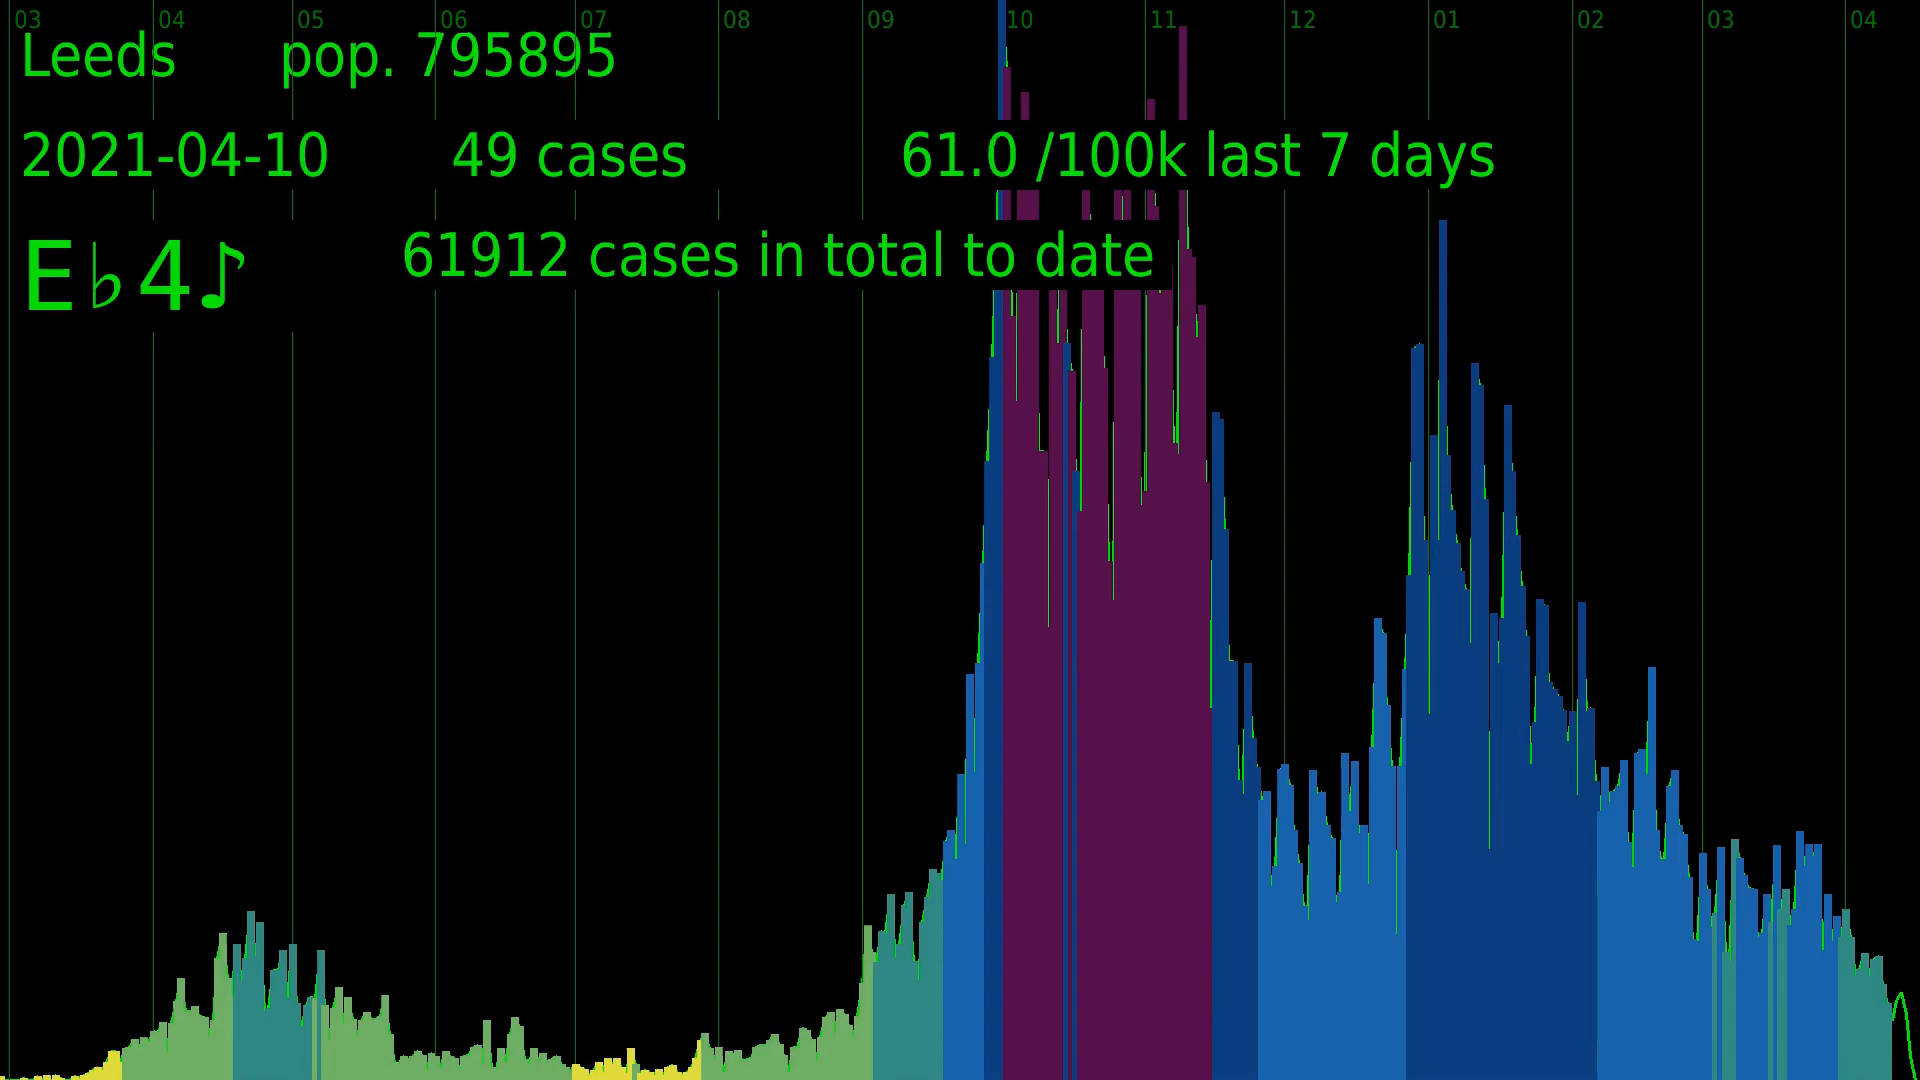 03 04 05 06 07 08 09 10 11 12 01 02 03 04
Leeds pop. 795895
2021-04-10 49 cases 61.0 /100k last 7 days
E♭4♪ 61912 cases in total to date